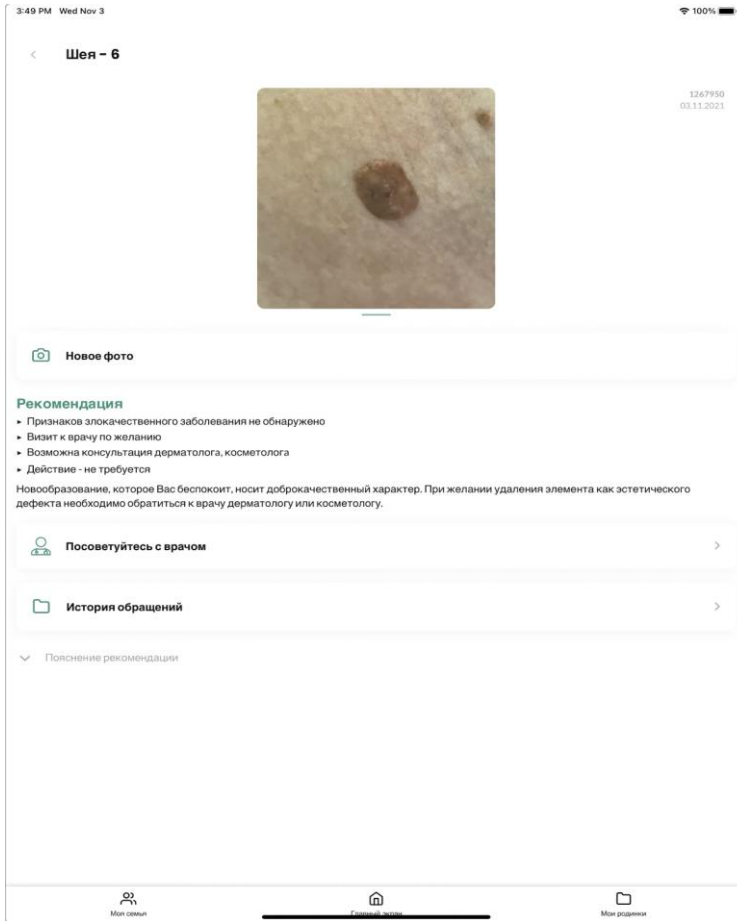 3:49 PM Wed Nov 3
100%
Шея – 6
1267950
03.11.2021
Новое фото
Рекомендация
▸ Признаков злокачественного заболевания не обнаружено
▸ Визит к врачу по желанию
▸ Возможна консультация дерматолога, косметолога
▸ Действие - не требуется
Новообразование, которое Вас беспокоит, носит доброкачественный характер. При желании удаления элемента как эстетического
дефекта необходимо обратиться к врачу дерматологу или косметологу.
Посоветуйтесь с врачом
История обращений
Пояснение рекомендации
Моя семья
Главный экран
Мои родинки